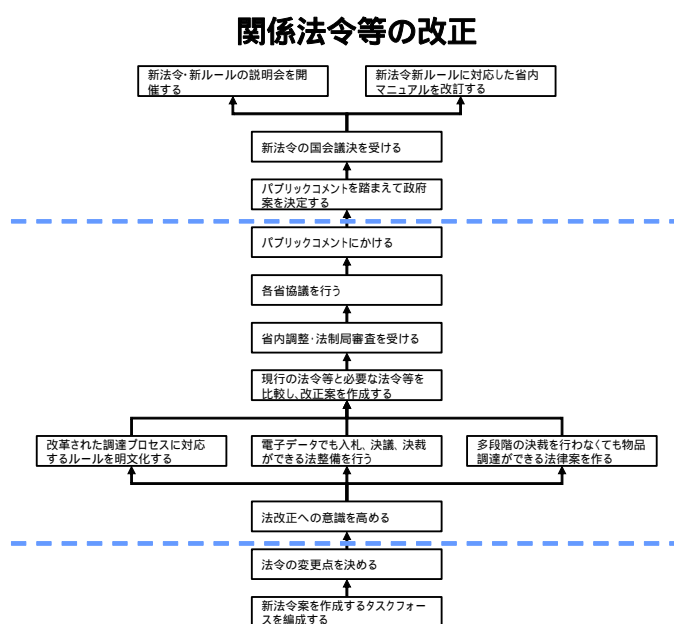 関係法令等の改正
新法令・新ルールの説明会を開
催する
新法令新ルールに対応した省内
マニュアルを改訂する
新法令の国会議決を受ける
パブリックコメントを踏まえて政府
案を決定する
パブリックコメントにかける
各省協議を行う
省内調整・法制局審査を受ける
現行の法令等と必要な法令等を
比較し、改正案を作成する
改革された調達プロセスに対応
するルールを明文化する
電子データでも入札、決議、決裁
ができる法整備を行う
多段階の決裁を行わなくても物品
調達ができる法律案を作る
法改正への意識を高める
法令の変更点を決める
新法令案を作成するタスクフォー
スを編成する